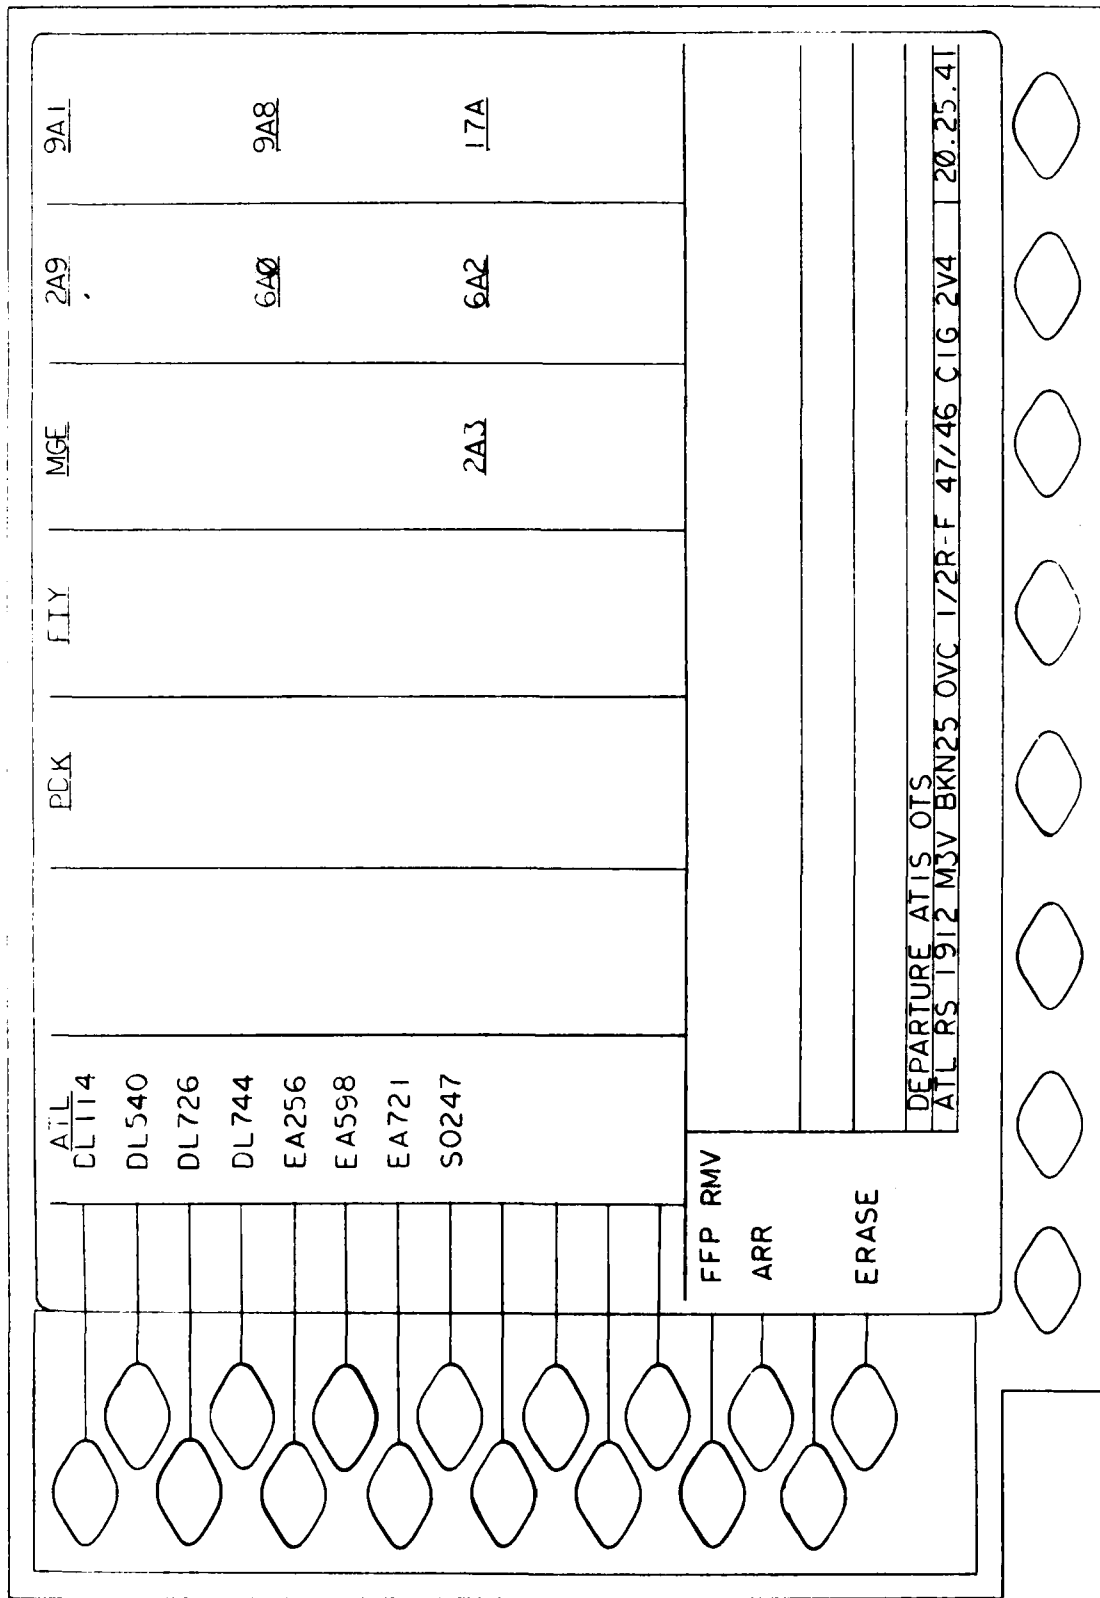 ATL PDK FTY MGE 2A9 9A1
DL114
DL540
DL726
DL744
EA256 6AØ 9A8
EA598
EA721
SO247 2A3 6A2 17A
FFP RMV
ARR
ERASE
DEPARTURE ATIS OTS
ATL RS 1912 M3V BKN25 OVC 1/2R-F 47/46 CIG 2V4 20.25.41